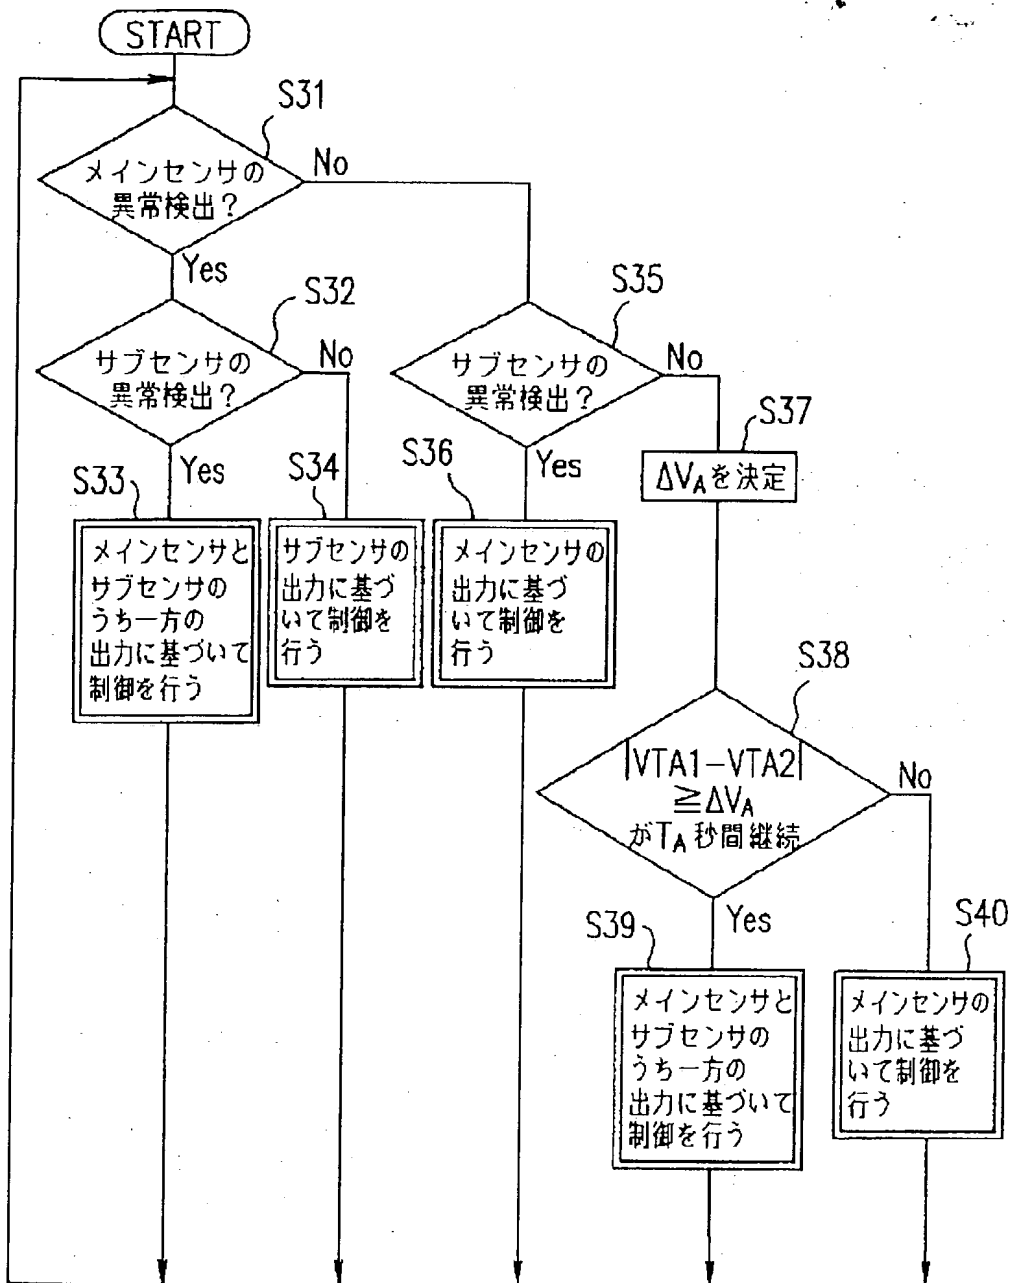 START
S31
メインセンサの
異常検出?
No
Yes
S32
サブセンサの
異常検出?
No
Yes
S35
サブセンサの
異常検出?
No
Yes
S37
ΔVAを決定
S33
メインセンサと
サブセンサの
うち一方の
出力に基づいて
制御を行う
S34
サブセンサの
出力に基づ
いて制御を
行う
S36
メインセンサの
出力に基づ
いて制御を
行う
S38
|VTA1-VTA2|
≧ΔVA
がTA秒間継続
No
Yes
S39
メインセンサと
サブセンサの
うち一方の
出力に基づいて
制御を行う
S40
メインセンサの
出力に基づ
いて制御を
行う